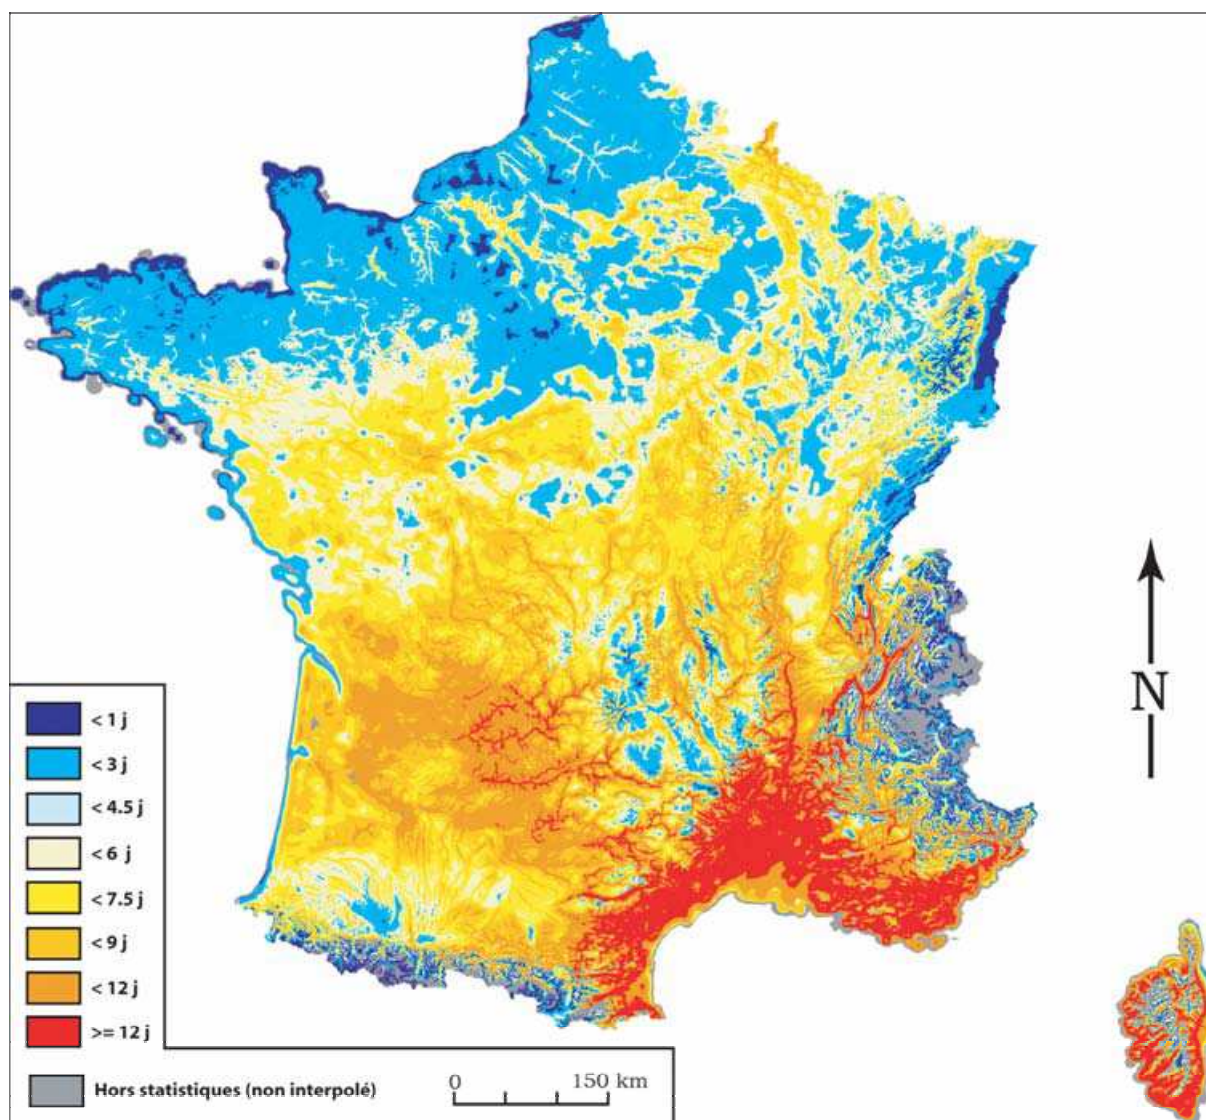 N
< 1 j
< 3 j
< 4.5 j
< 6 j
< 7.5 j
< 9 j
< 12 j
>= 12 j
Hors statistiques (non interpolé)
0 150 km